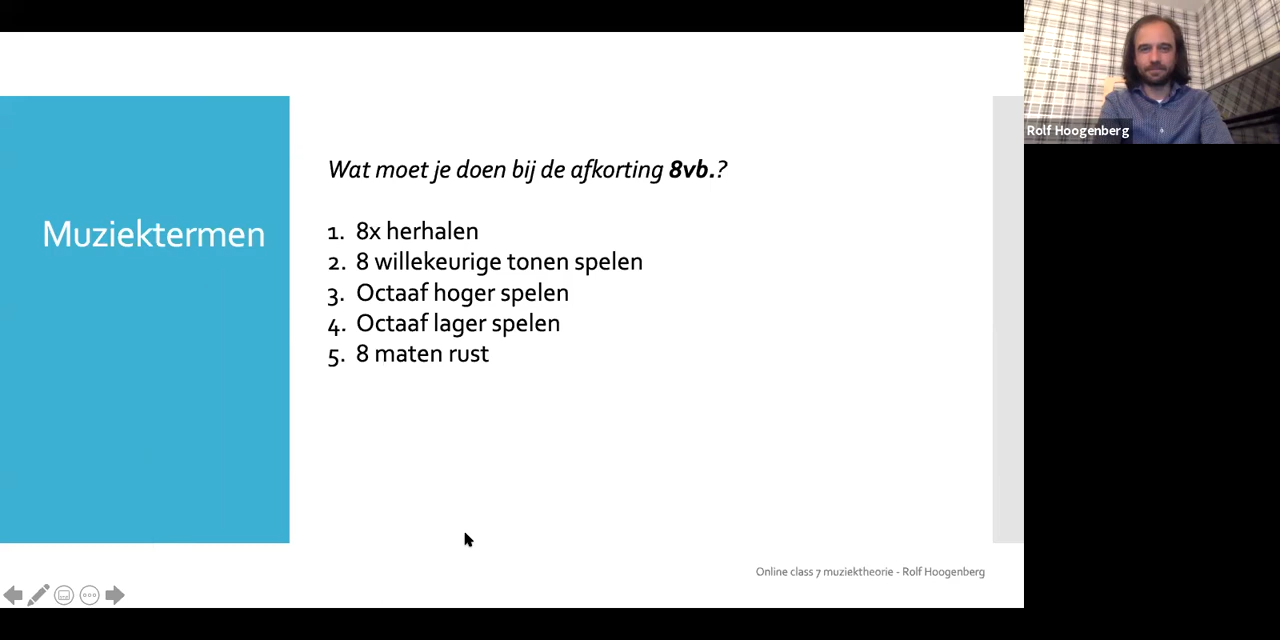 Rolf Hoogenberg
Muziektermen
Wat moet je doen bij de afkorting 8vb.?
1. 8x herhalen
2. 8 willekeurige tonen spelen
3. Octaaf hoger spelen
4. Octaaf lager spelen
5. 8 maten rust
Online class 7 muziektheorie - Rolf Hoogenberg